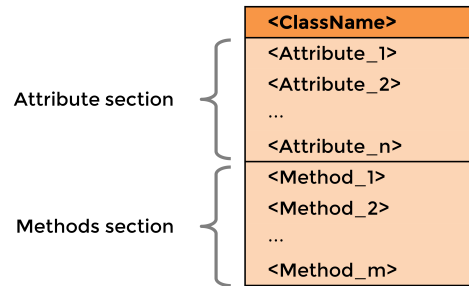 <ClassName>
Attribute section
<Attribute_1>
<Attribute_2>
...
<Attribute_n>
Methods section
<Method_1>
<Method_2>
...
<Method_m>